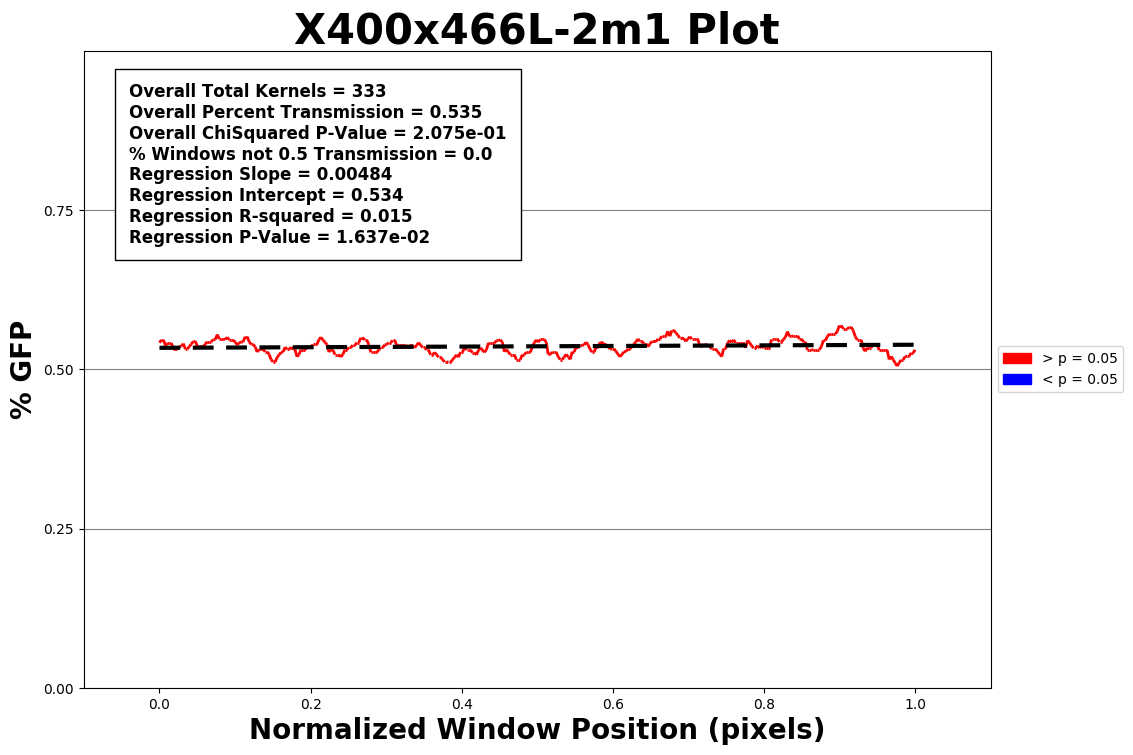 X400x466L-2m1 Plot
Overall Total Kernels = 333
Overall Percent Transmission = 0.535
Overall ChiSquared P-Value = 2.075e-01
% Windows not 0.5 Transmission = 0.0
Regression Slope = 0.00484
Regression Intercept = 0.534
Regression R-squared = 0.015
Regression P-Value = 1.637e-02
% GFP
0.75
0.50
0.25
0.00
0.0 0.2 0.4 0.6 0.8 1.0
Normalized Window Position (pixels)
> p = 0.05
< p = 0.05